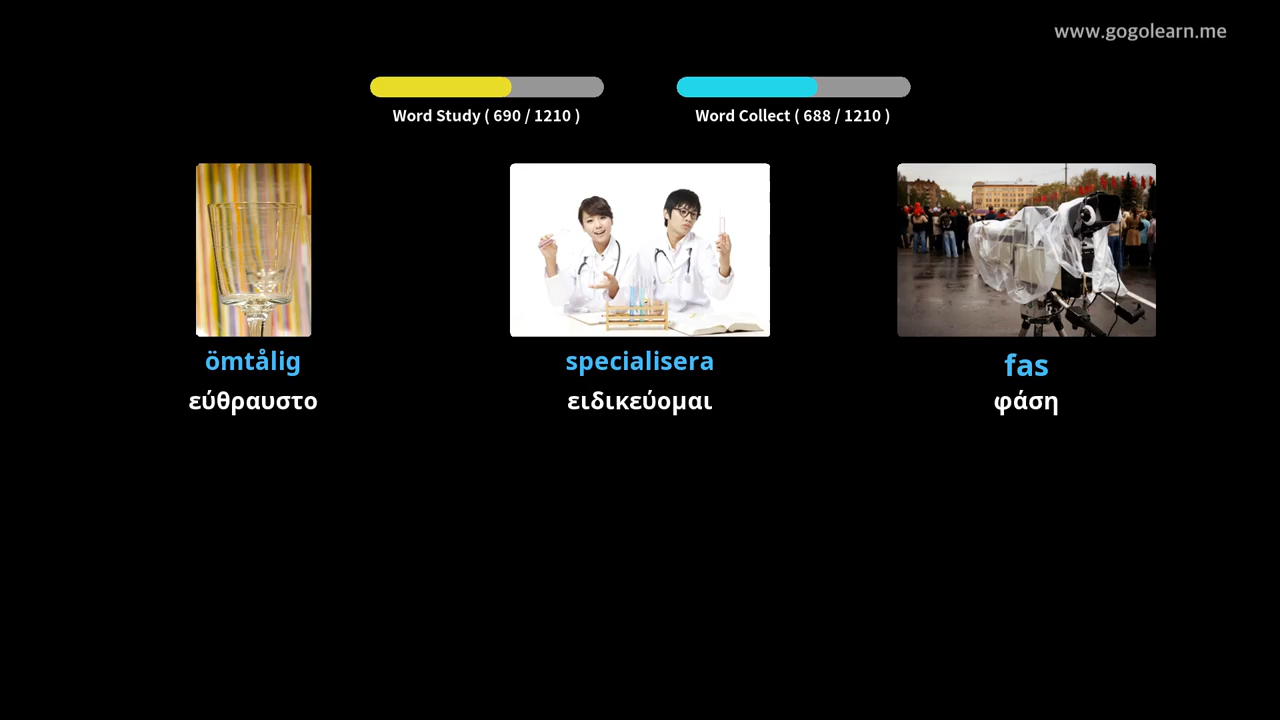 www.gogolearn.me
Word Study ( 690 / 1210 )
Word Collect ( 688 / 1210 )
ömtålig
specialisera
fas
εύθραυστο
ειδικεύομαι
φάση